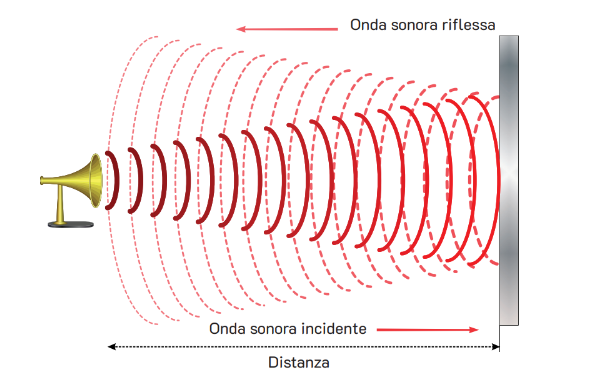 Onda sonora riflessa
Onda sonora incidente
Distanza